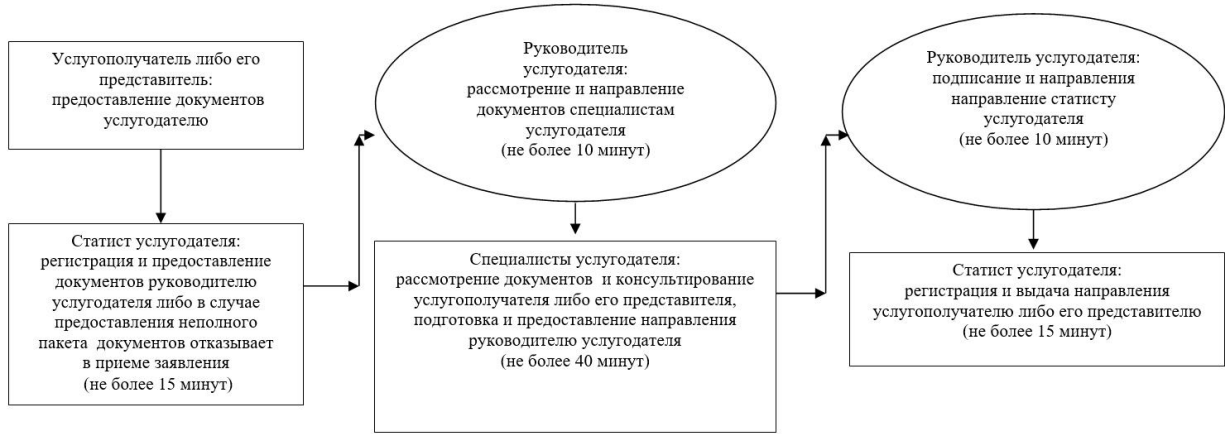 Услугополучатель либо его
представитель:
предоставление документов
услугодателю
Статист услугодателя:
регистрация и предоставление
документов руководителю
услугодателя либо в случае
предоставления неполного
пакета документов отказывает
в приеме заявления
(не более 15 минут)
Руководитель
услугодателя:
рассмотрение и направление
документов специалистам
услугодателя
(не более 10 минут)
Специалисты услугодателя:
рассмотрение документов и консультирование
услугополучателя либо его представителя,
подготовка и предоставление направления
руководителю услугодателя
(не более 40 минут)
Руководитель услугодателя:
подписание и направления
направление статисту
услугодателя
(не более 10 минут)
Статист услугодателя:
регистрация и выдача направления
услугополучателю либо его представителю
(не более 15 минут)